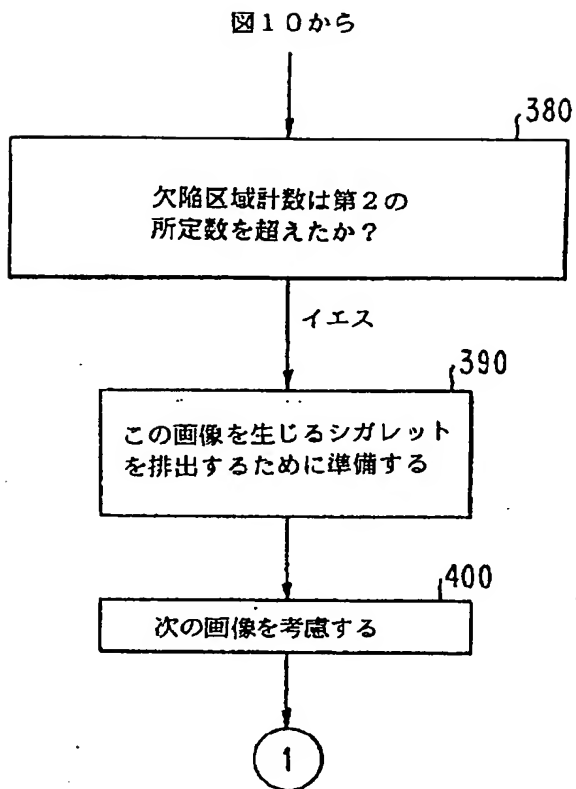 図10から
380
欠陥区域計数は第2の
所定数を超えたか?
イエス
390
この画像を生じるシガレット
を排出するために準備する
400
次の画像を考慮する
1